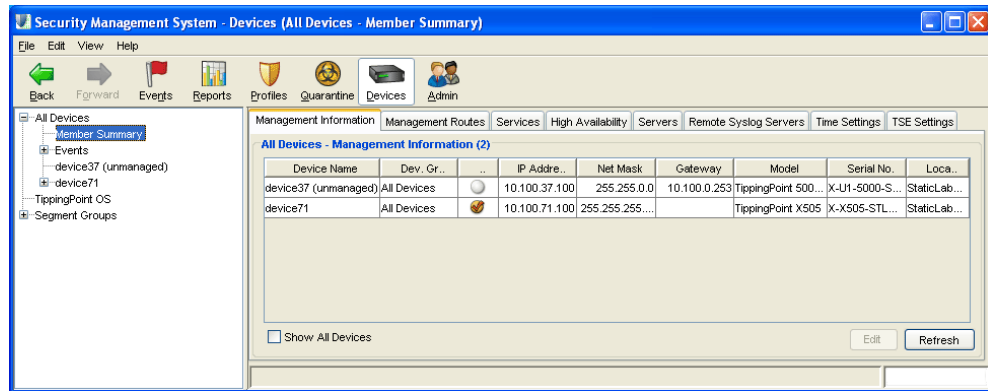 Security Management System - Devices (All Devices - Member Summary)
File Edit View Help
Back Forward Events Reports Profiles Quarantine Devices Admin
All Devices
Member Summary
Events
device37 (unmanaged)
device71
TippingPoint OS
Segment Groups
Management Information Management Routes Services High Availability Servers Remote Syslog Servers Time Settings TSE Settings
All Devices - Management Information (2)
Device Name Dev. Gr... .. IP Addre.. Net Mask Gateway Model Serial No. Loca...
device37 (unmanaged) All Devices 10.100.37.100 255.255.0.0 10.100.0.253 TippingPoint 500... X-U1-5000-S... StaticLab...
device71 All Devices 10.100.71.100 255.255.255.... TippingPoint X505 X-X505-STL... StaticLab...
Show All Devices
Edit Refresh